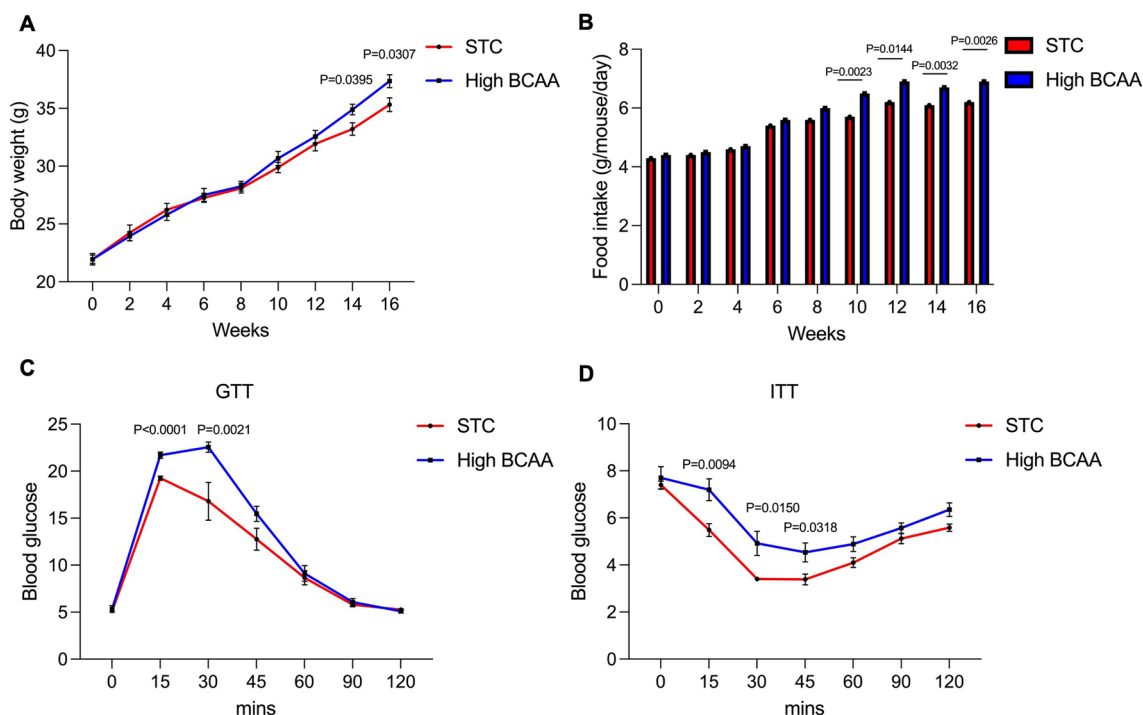 A
STC
High BCAA
P=0.0395
P=0.0307
Body weight (g)
40
35
30
25
20
0 2 4 6 8 10 12 14 16
Weeks
B
STC
High BCAA
P=0.0023
P=0.0144
P=0.0032
P=0.0026
Food intake (g/mouse/day)
8
6
4
2
0
0 2 4 6 8 10 12 14 16
Weeks
C
GTT
STC
High BCAA
P<0.0001
P=0.0021
Blood glucose
25
20
15
10
5
0
0 15 30 45 60 90 120
mins
D
ITT
STC
High BCAA
P=0.0094
P=0.0150
P=0.0318
Blood glucose
10
8
6
4
2
0
0 15 30 45 60 90 120
mins